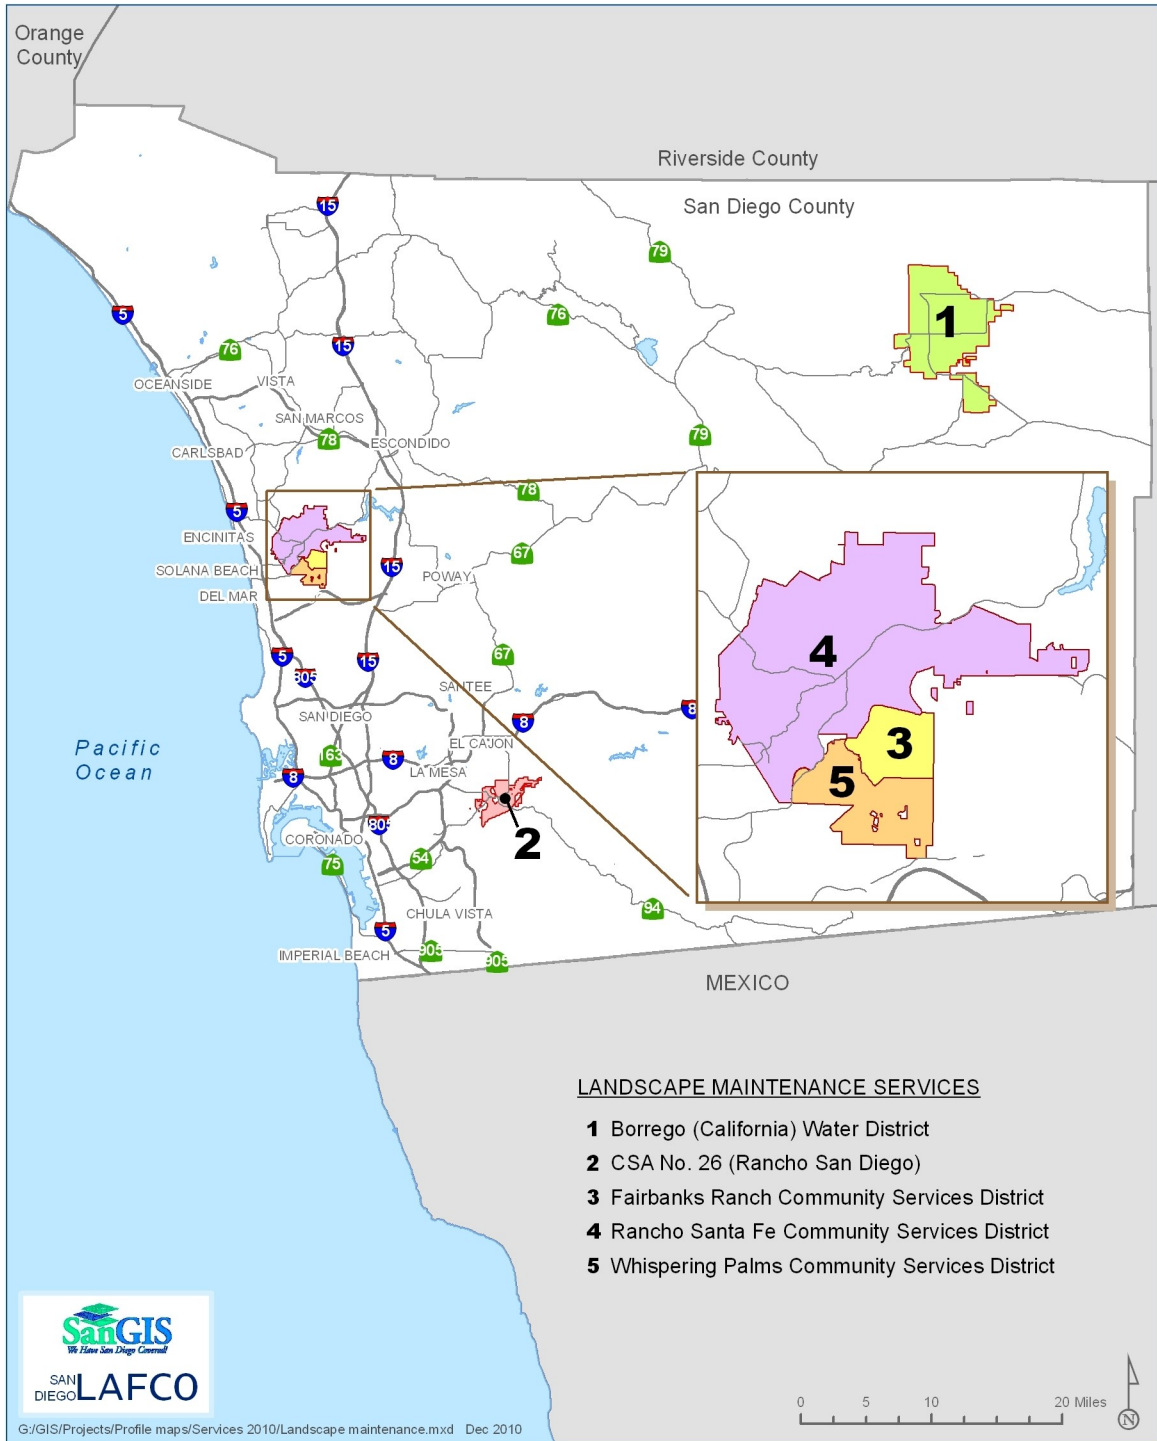 Orange
County
Riverside County
San Diego County
15
79
5
76
76
15
1
OCEANSIDE
VISTA
SAN MARCOS
78
ESCONDIDO
79
CARLSBAD
78
5
ENCINITAS
67
SOLANA BEACH
15
POWAY
DEL MAR
4
5
15
67
805
SANTEE
8
SAN DIEGO
8
3
Pacific
Ocean
163
EL CAJON
8
LA MESA
8
5
2
805
CORONADO
75
54
CHULA VISTA
94
5
IMPERIAL BEACH
905
905
MEXICO
LANDSCAPE MAINTENANCE SERVICES
1 Borrego (California) Water District
2 CSA No. 26 (Rancho San Diego)
3 Fairbanks Ranch Community Services District
4 Rancho Santa Fe Community Services District
5 Whispering Palms Community Services District
SanGIS
We Have San Diego Covered!
SAN
DIEGO LAFCO
0 5 10 20 Miles
N
G:/GIS/Projects/Profile maps/Services 2010/Landscape maintenance.mxd Dec 2010